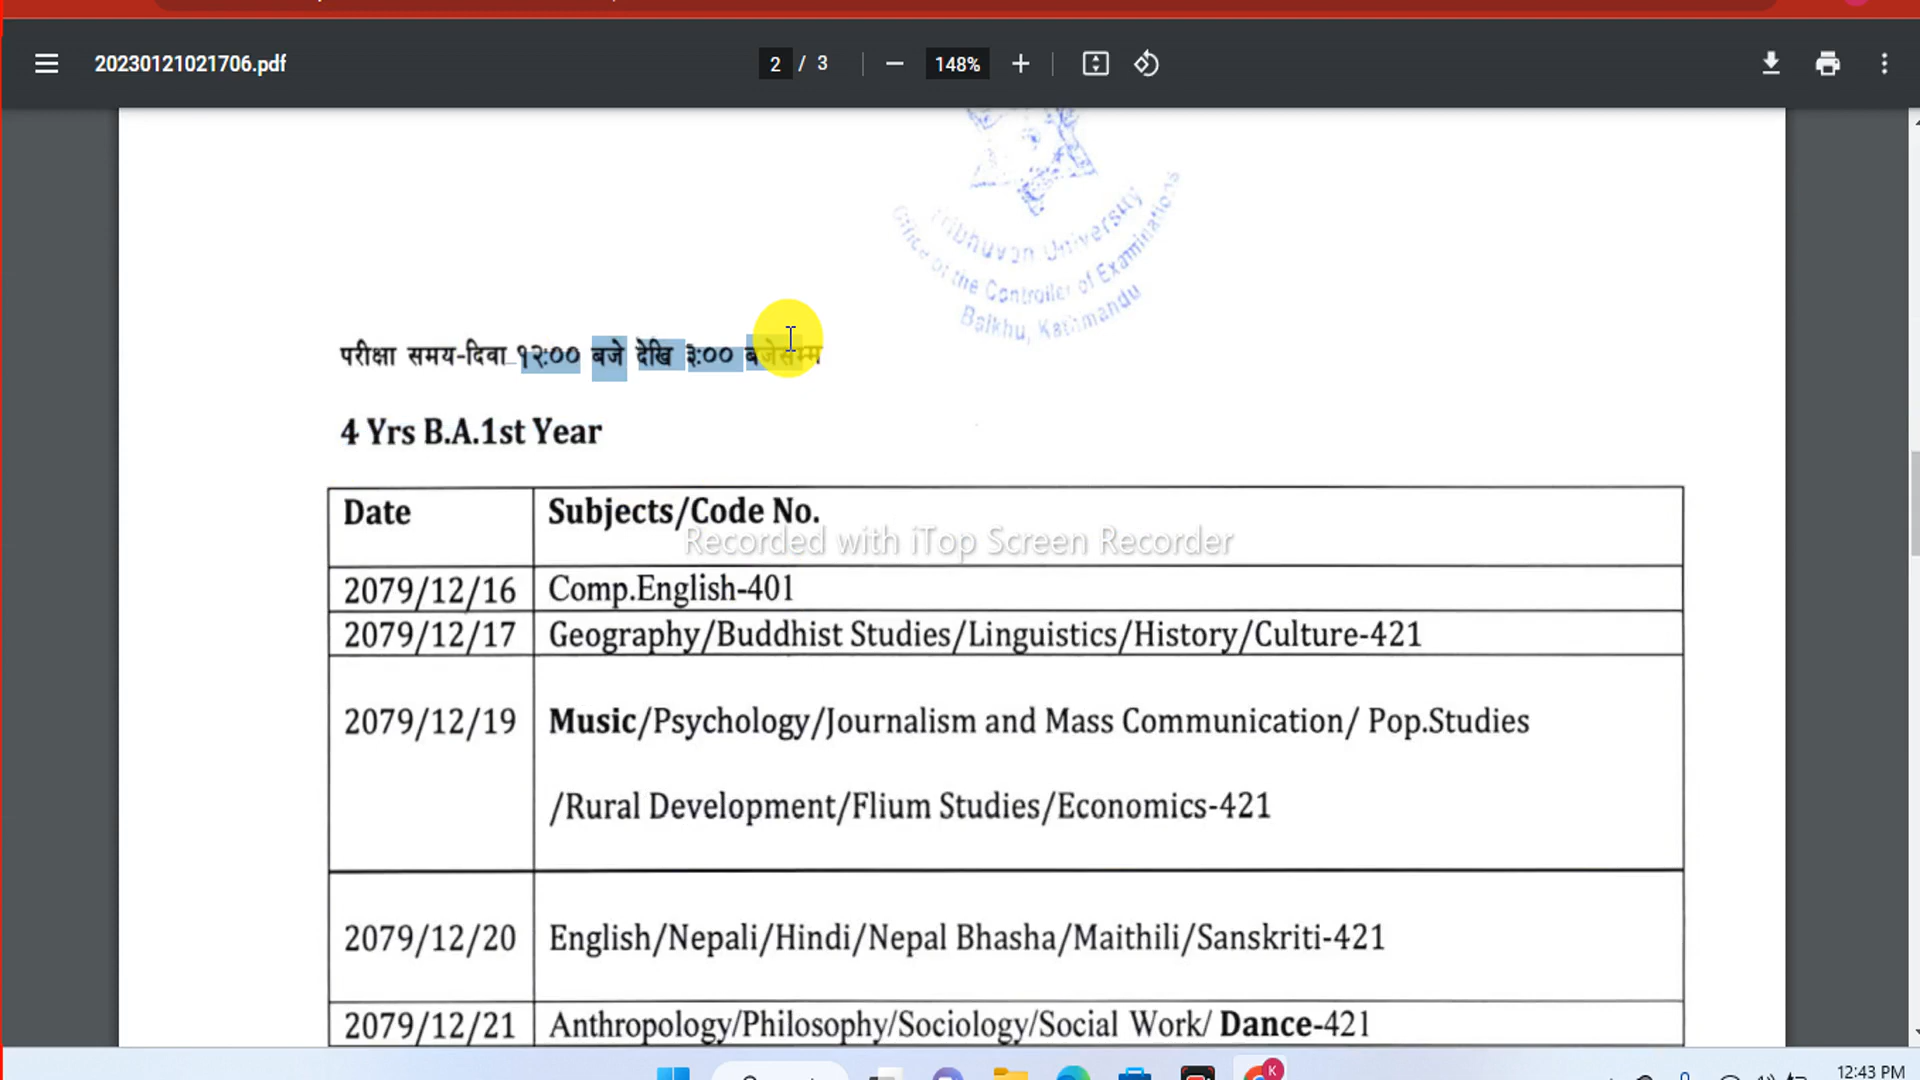 20230121021706.pdf
2 / 3
148%
Tribhuvan University
Office of the Controller of Examinations
Balkhu, Kathmandu
परीक्षा समय-दिवा १२:०० बजे देखि ३:०० बजेसम्म
4 Yrs B.A.1st Year
Date Subjects/Code No.
Recorded with iTop Screen Recorder
2079/12/16 Comp.English-401
2079/12/17 Geography/Buddhist Studies/Linguistics/History/Culture-421
2079/12/19 Music/Psychology/Journalism and Mass Communication/ Pop.Studies
/Rural Development/Flium Studies/Economics-421
2079/12/20 English/Nepali/Hindi/Nepal Bhasha/Maithili/Sanskriti-421
2079/12/21 Anthropology/Philosophy/Sociology/Social Work/ Dance-421
K
12:43 PM